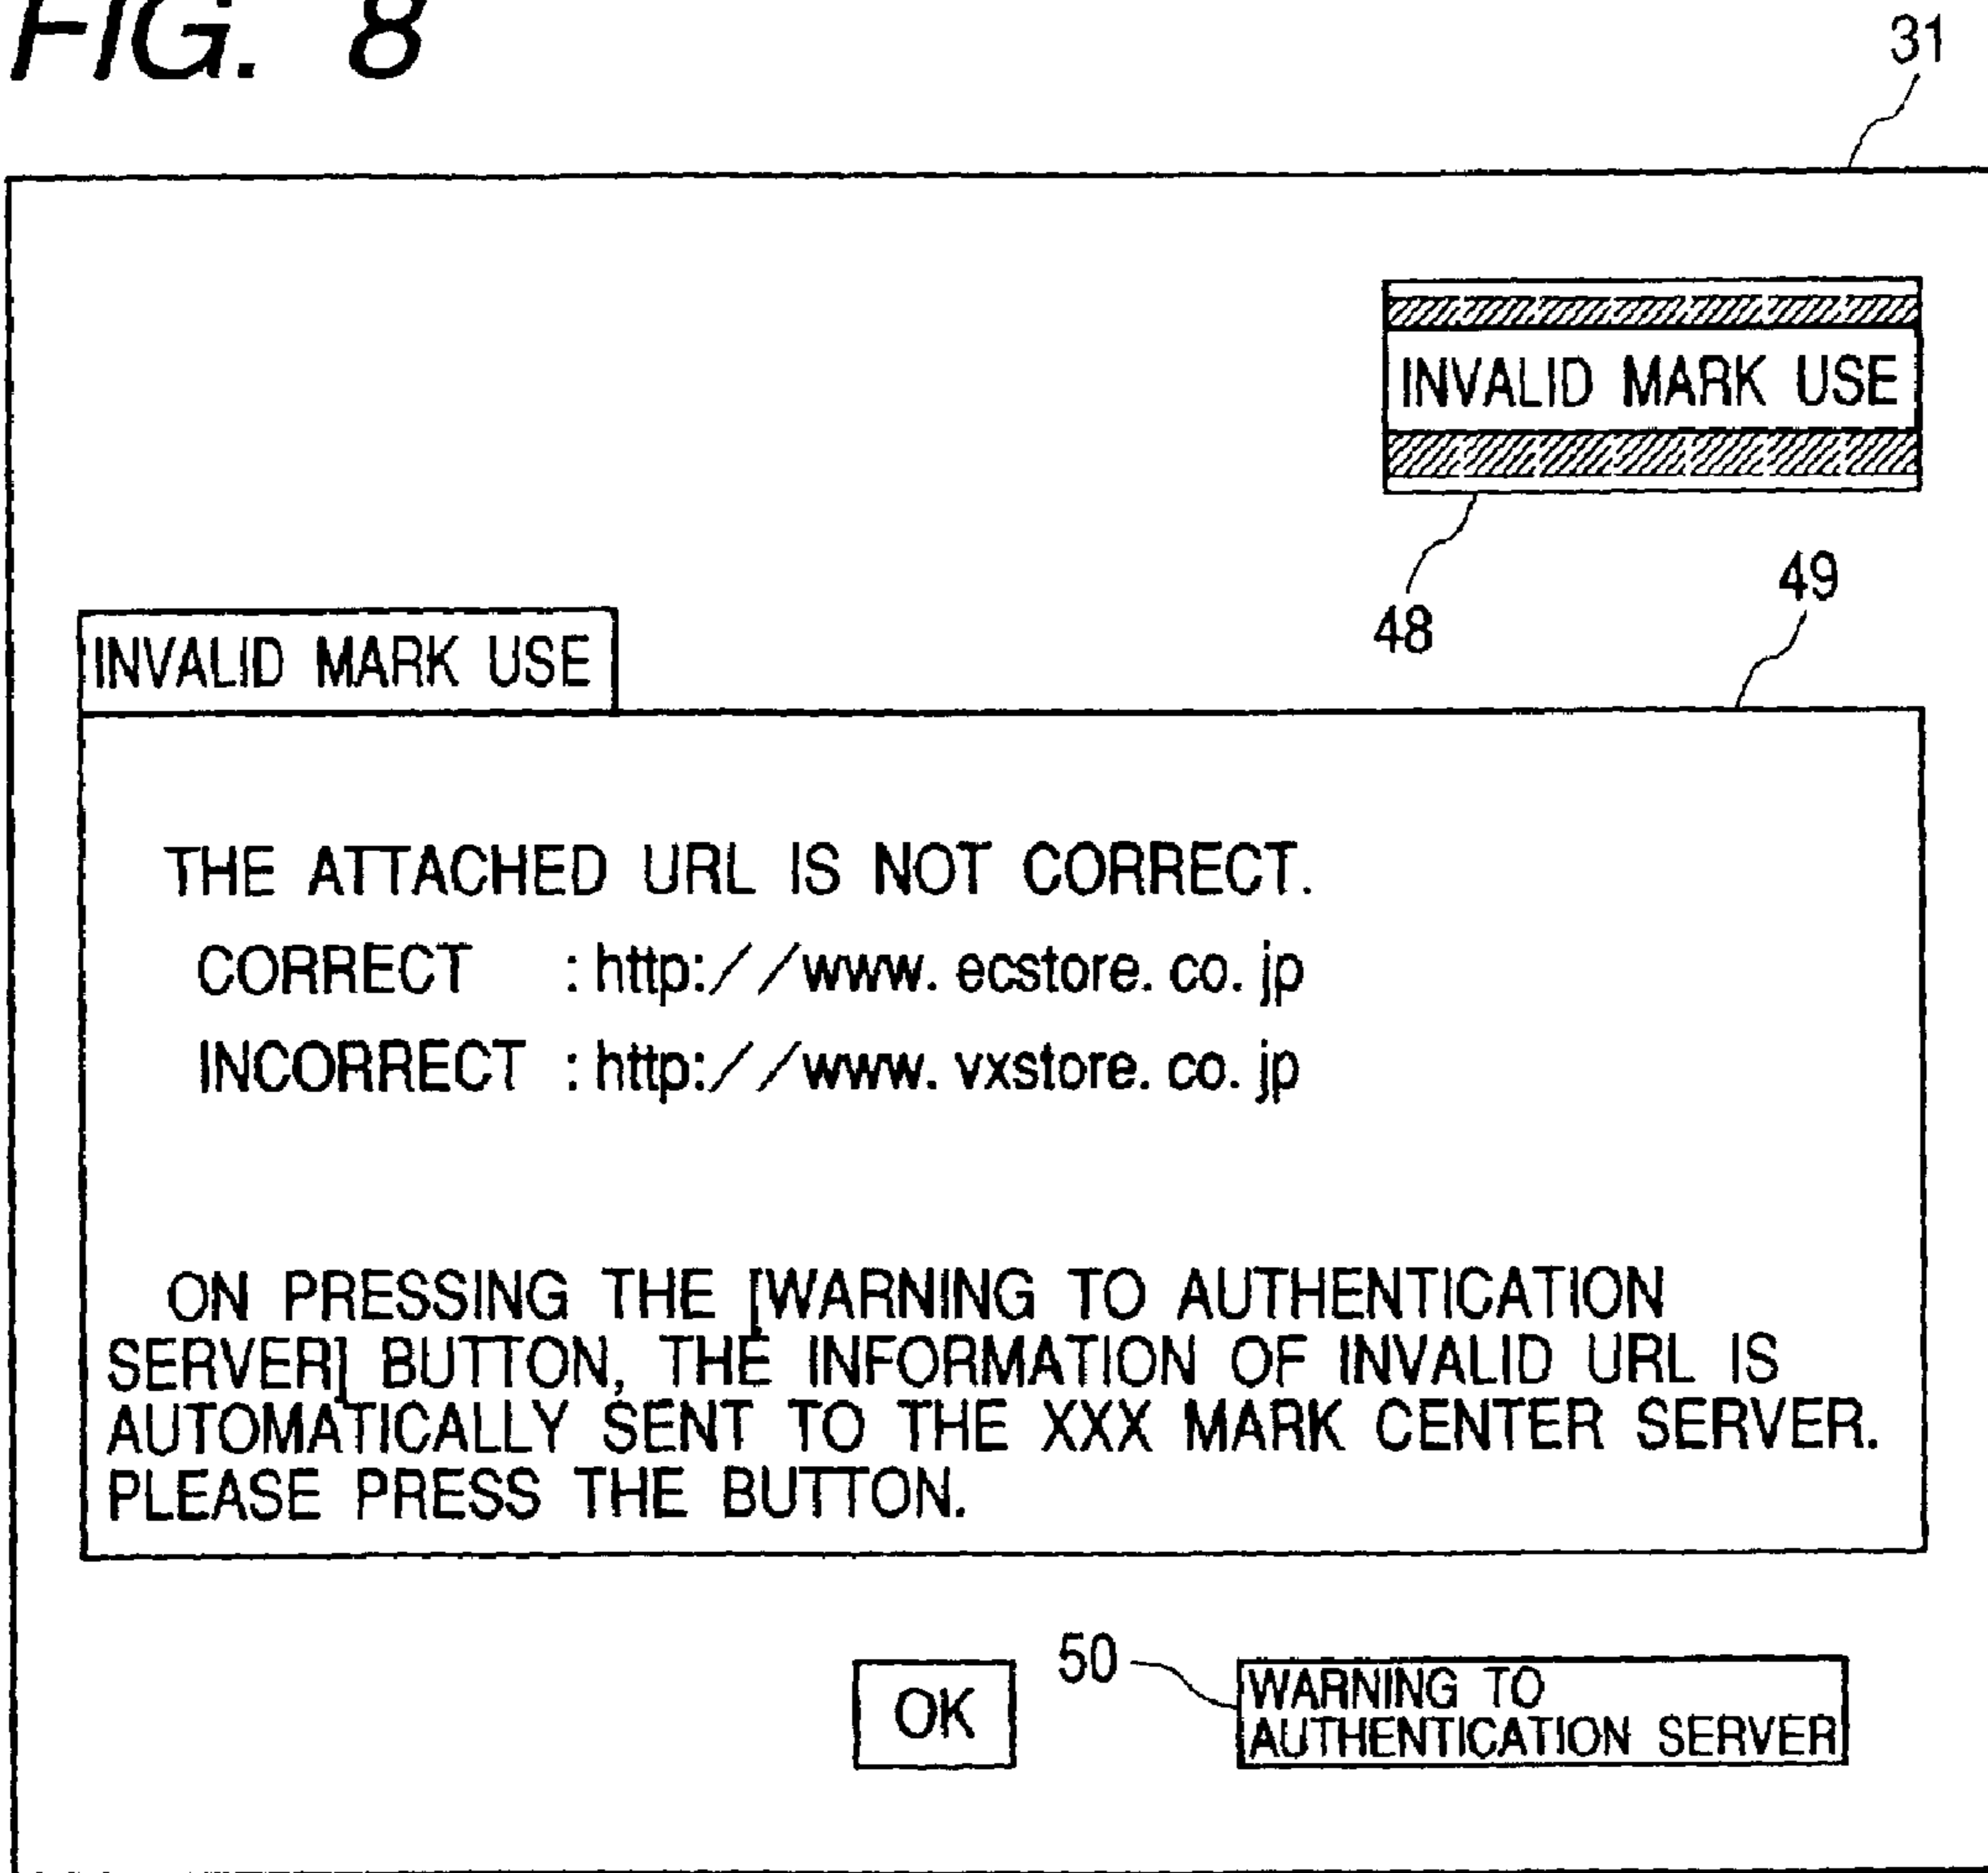 FIG. 8
31
INVALID MARK USE
48
49
INVALID MARK USE
THE ATTACHED URL IS NOT CORRECT.
CORRECT : http://www.ecstore.co.jp
INCORRECT : http://www.vxstore.co.jp
ON PRESSING THE [WARNING TO AUTHENTICATION
SERVER] BUTTON, THE INFORMATION OF INVALID URL IS
AUTOMATICALLY SENT TO THE XXX MARK CENTER SERVER.
PLEASE PRESS THE BUTTON.
OK
50
WARNING TO
AUTHENTICATION SERVER